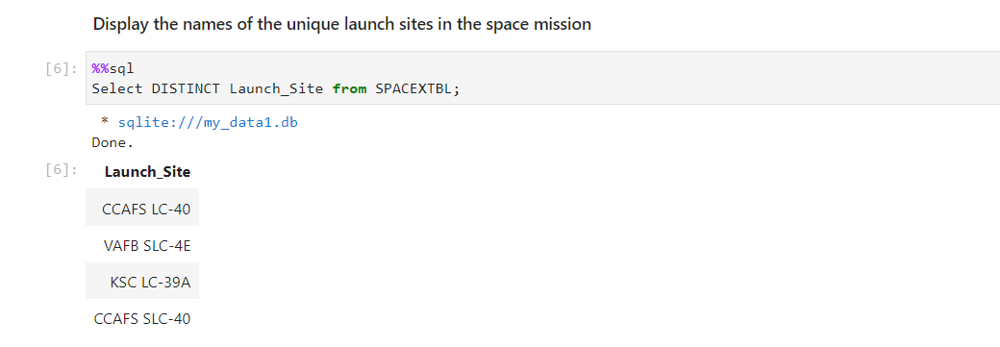 Display the names of the unique launch sites in the space mission
[6]: %%sql
Select DISTINCT Launch_Site from SPACEXTBL;
* sqlite:///my_data1.db
Done.
[6]: Launch_Site
CCAFS LC-40
VAFB SLC-4E
KSC LC-39A
CCAFS SLC-40